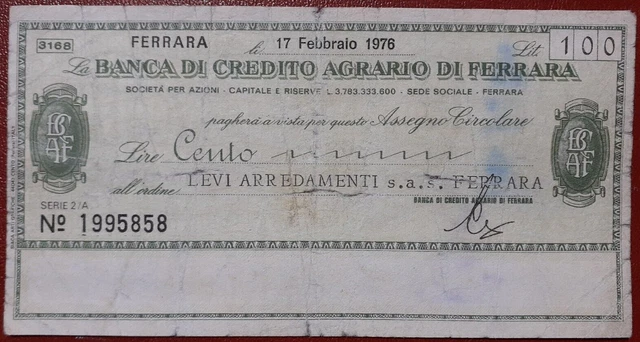 3168 FERRARA li 17 Febbraio 1976 Lit. 100
La BANCA DI CREDITO AGRARIO DI FERRARA
SOCIETÀ PER AZIONI - CAPITALE E RISERVE L. 3.783.333.600 - SEDE SOCIALE - FERRARA
pagherà a vista per questo Assegno Circolare
Lire Cento
all'ordine LEVI ARREDAMENTI s.a.s. FERRARA
BANCA DI CREDITO AGRARIO DI FERRARA
SERIE 2/A
Nº 1995858